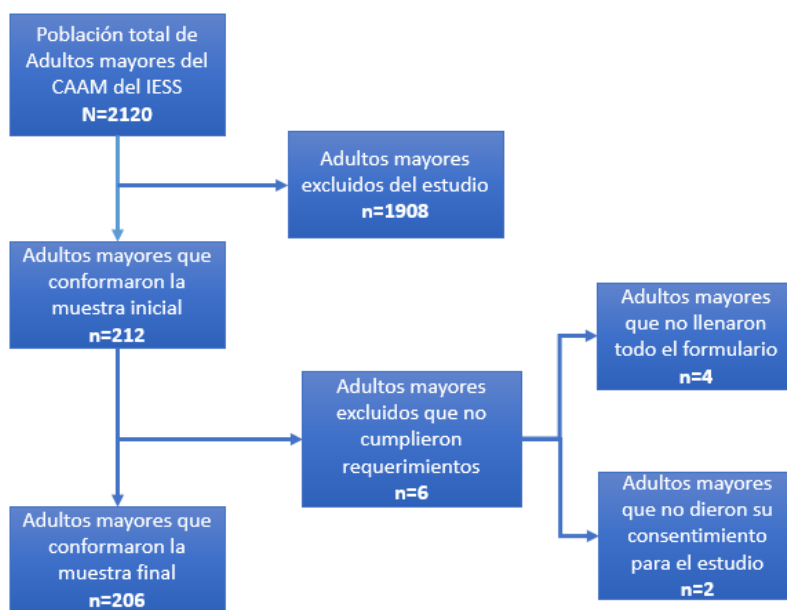 Población total de
Adultos mayores del
CAAM del IESS
N=2120
Adultos mayores
excluidos del estudio
n=1908
Adultos mayores que
conformaron la
muestra inicial
n=212
Adultos mayores
que no llenaron
todo el formulario
n=4
Adultos mayores
excluidos que no
cumplieron
requerimientos
n=6
Adultos mayores
que no dieron su
consentimiento
para el estudio
n=2
Adultos mayores que
conformaron la
muestra final
n=206